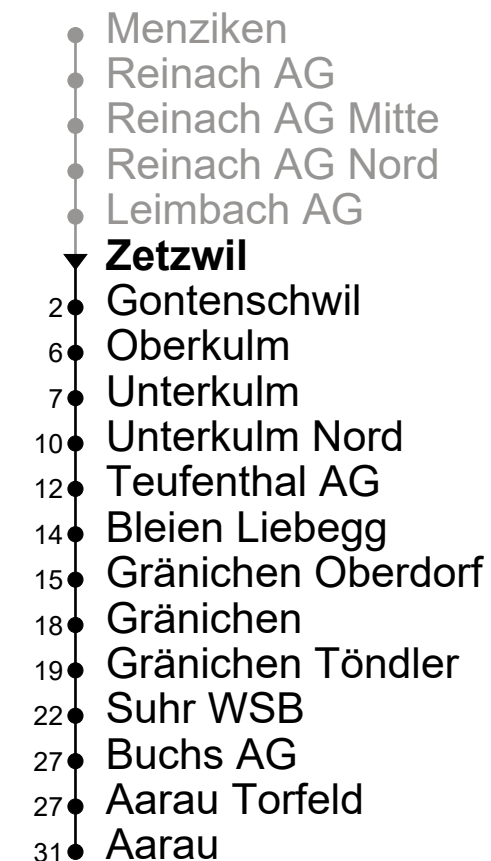 Menziken
Reinach AG
Reinach AG Mitte
Reinach AG Nord
Leimbach AG
Zetzwil
2 Gontenschwil
6 Oberkulm
7 Unterkulm
10 Unterkulm Nord
12 Teufenthal AG
14 Bleien Liebegg
15 Gränichen Oberdorf
18 Gränichen
19 Gränichen Töndler
22 Suhr WSB
27 Buchs AG
27 Aarau Torfeld
31 Aarau